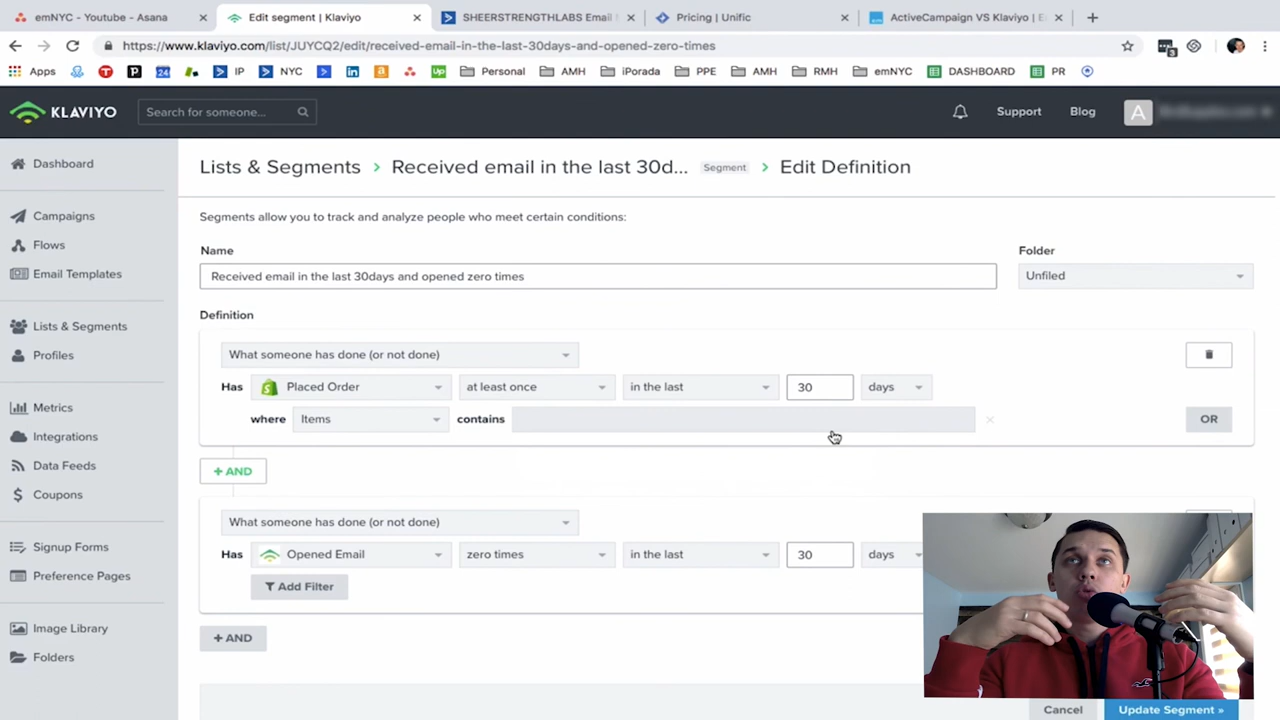 emNYC - Youtube - Asana
Edit segment | Klaviyo
SHEERSTRENGTHLABS Email
Pricing | Unific
ActiveCampaign VS Klaviyo | E
https://www.klaviyo.com/list/JUYCQ2/edit/received-email-in-the-last-30days-and-opened-zero-times
Apps
IP
NYC
Personal
AMH
iPorada
PPE
AMH
RMH
emNYC
DASHBOARD
PR
KLAVIYO
Search for someone...
Support
Blog
A
Dashboard
Campaigns
Flows
Email Templates
Lists & Segments
Profiles
Metrics
Integrations
Data Feeds
Coupons
Signup Forms
Preference Pages
Image Library
Folders
Lists & Segments > Received email in the last 30d... Segment > Edit Definition
Segments allow you to track and analyze people who meet certain conditions:
Name
Folder
Received email in the last 30days and opened zero times
Unfiled
Definition
What someone has done (or not done)
Has Placed Order at least once in the last 30 days
where Items contains
OR
+ AND
What someone has done (or not done)
Has Opened Email zero times in the last 30 days
Add Filter
+ AND
Cancel
Update Segment »